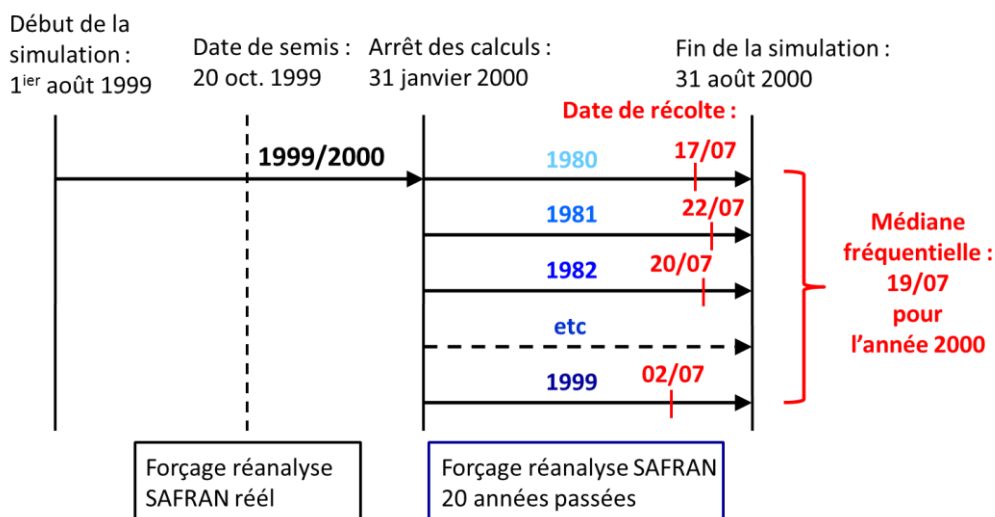 Début de la
simulation :
1ier août 1999
Date de semis :
20 oct. 1999
Arrêt des calculs :
31 janvier 2000
Fin de la simulation :
31 août 2000
Date de récolte :
1999/2000
1980
17/07
1981
22/07
1982
20/07
etc
1999
02/07
Médiane
fréquentielle :
19/07
pour
l'année 2000
Forçage réanalyse
SAFRAN réél
Forçage réanalyse SAFRAN
20 années passées